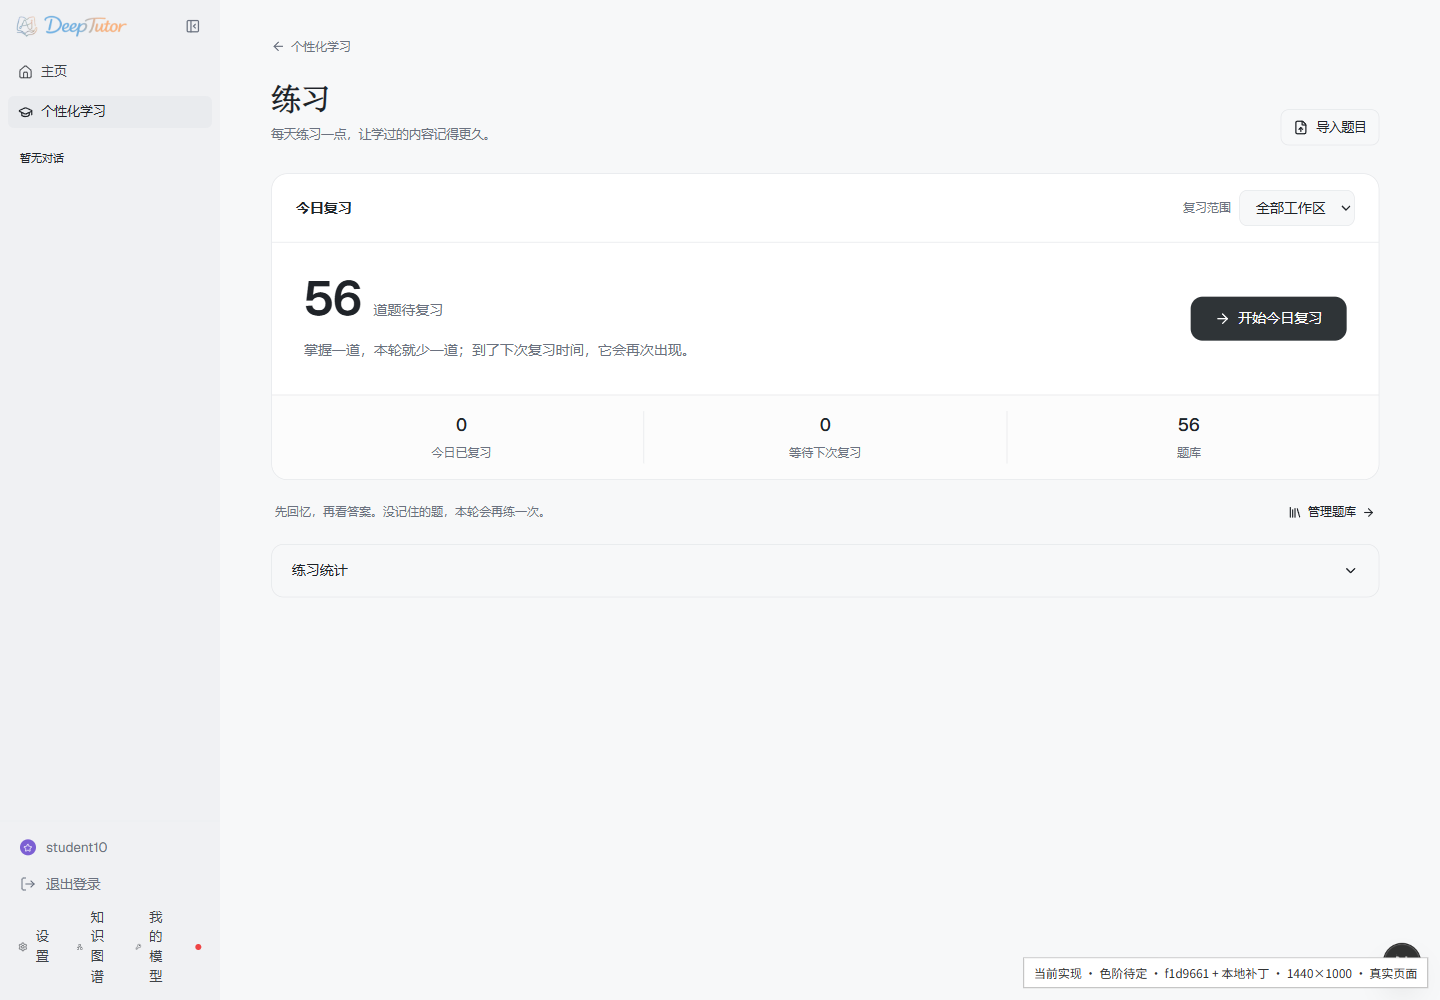 DeepTutor
主页
个性化学习
暂无对话
个性化学习
练习
每天练习一点，让学过的内容记得更久。
导入题目
今日复习
复习范围
全部工作区
56 道题待复习
掌握一道，本轮就少一道；到了下次复习时间，它会再次出现。
开始今日复习
0
今日已复习
0
等待下次复习
56
题库
先回忆，再看答案。没记住的题，本轮会再练一次。
管理题库
练习统计
student10
退出登录
设置
知识图谱
我的模型
当前实现 · 色阶待定 · f1d9661 + 本地补丁 · 1440×1000 · 真实页面